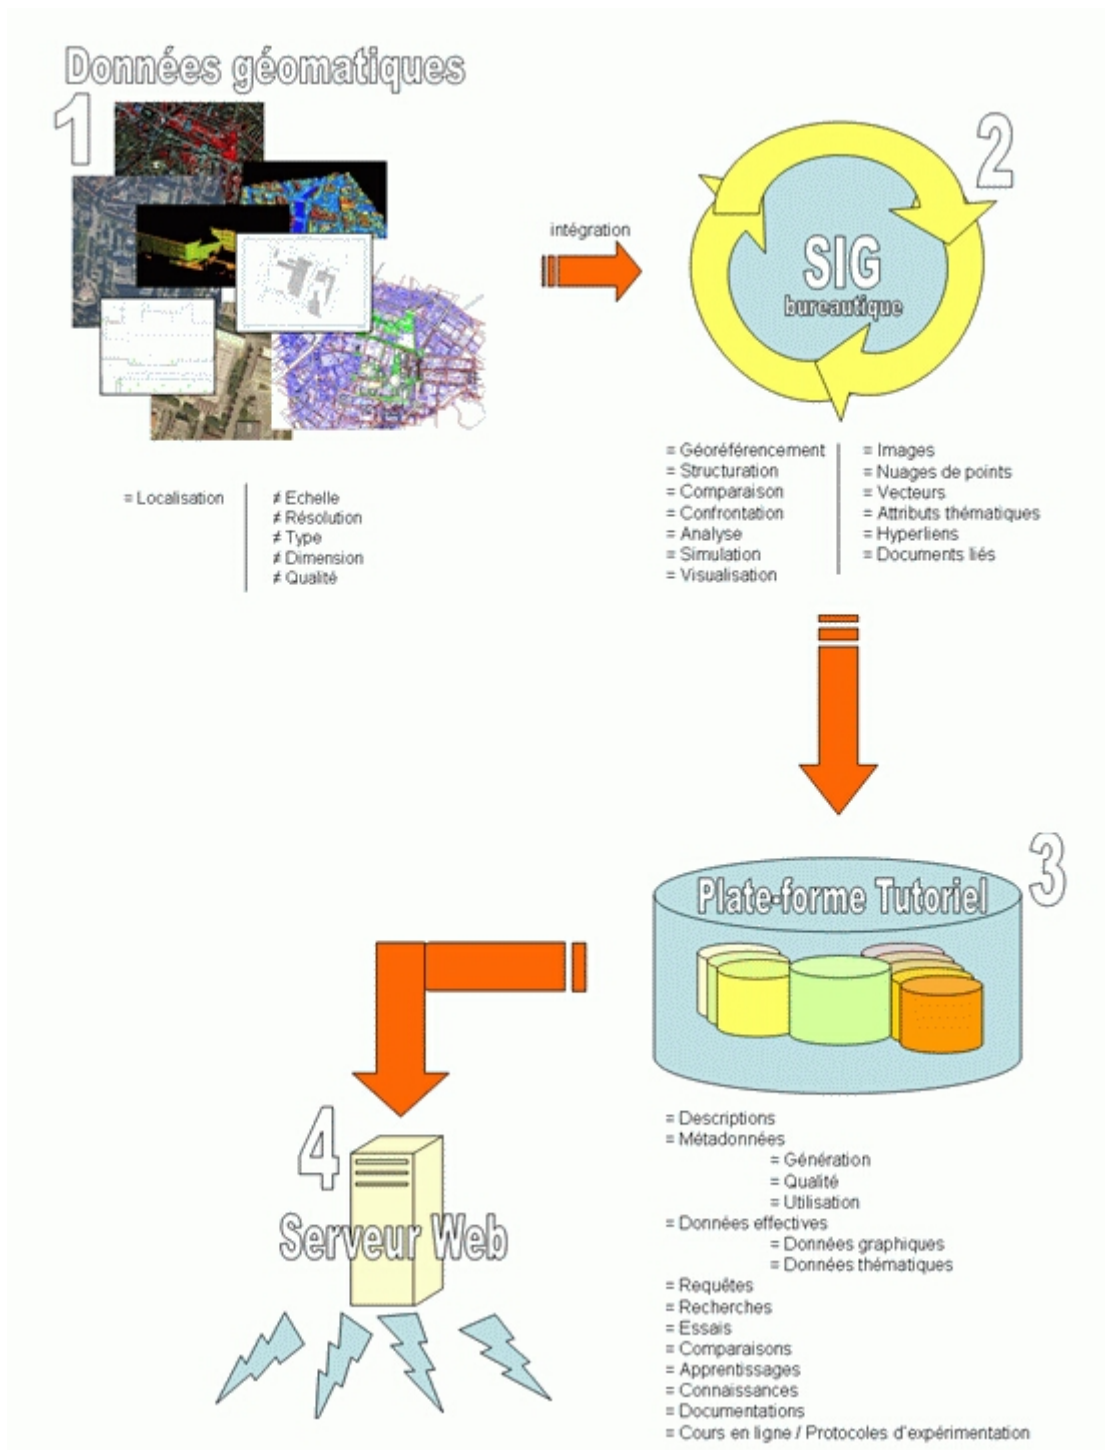 Données géomatiques
1
= Localisation
≠ Echelle
≠ Résolution
≠ Type
≠ Dimension
≠ Qualité
intégration
2
SIG
bureautique
= Géoréférencement
= Structuration
= Comparaison
= Confrontation
= Analyse
= Simulation
= Visualisation
= Images
= Nuages de points
= Vecteurs
= Attributs thématiques
= Hyperliens
= Documents liés
3
Plate-forme Tutoriel
= Descriptions
= Métadonnées
= Génération
= Qualité
= Utilisation
= Données effectives
= Données graphiques
= Données thématiques
= Requêtes
= Recherches
= Essais
= Comparaisons
= Apprentissages
= Connaissances
= Documentations
= Cours en ligne / Protocoles d'expérimentation
4
Serveur Web